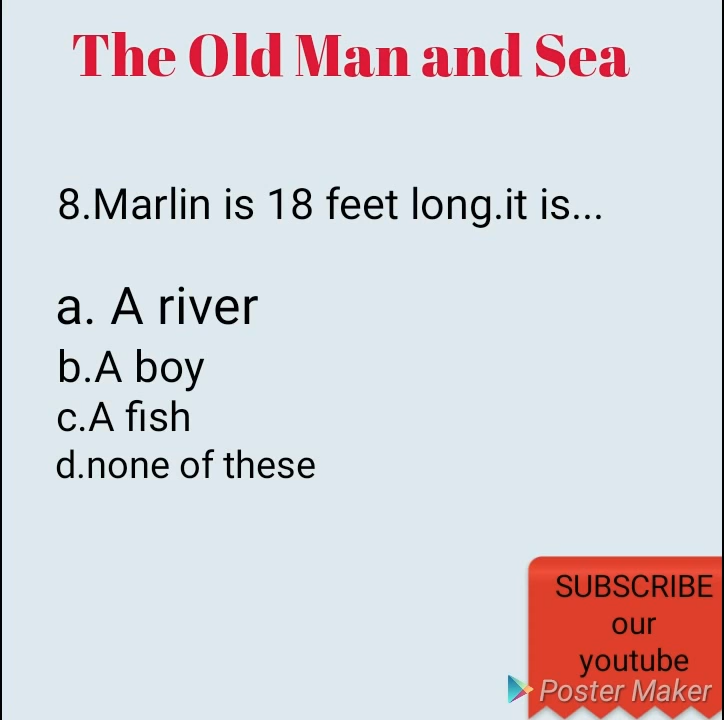 The Old Man and Sea
8.Marlin is 18 feet long.it is...
a. A river
b.A boy
c.A fish
d.none of these
SUBSCRIBE
our
youtube
Poster Maker